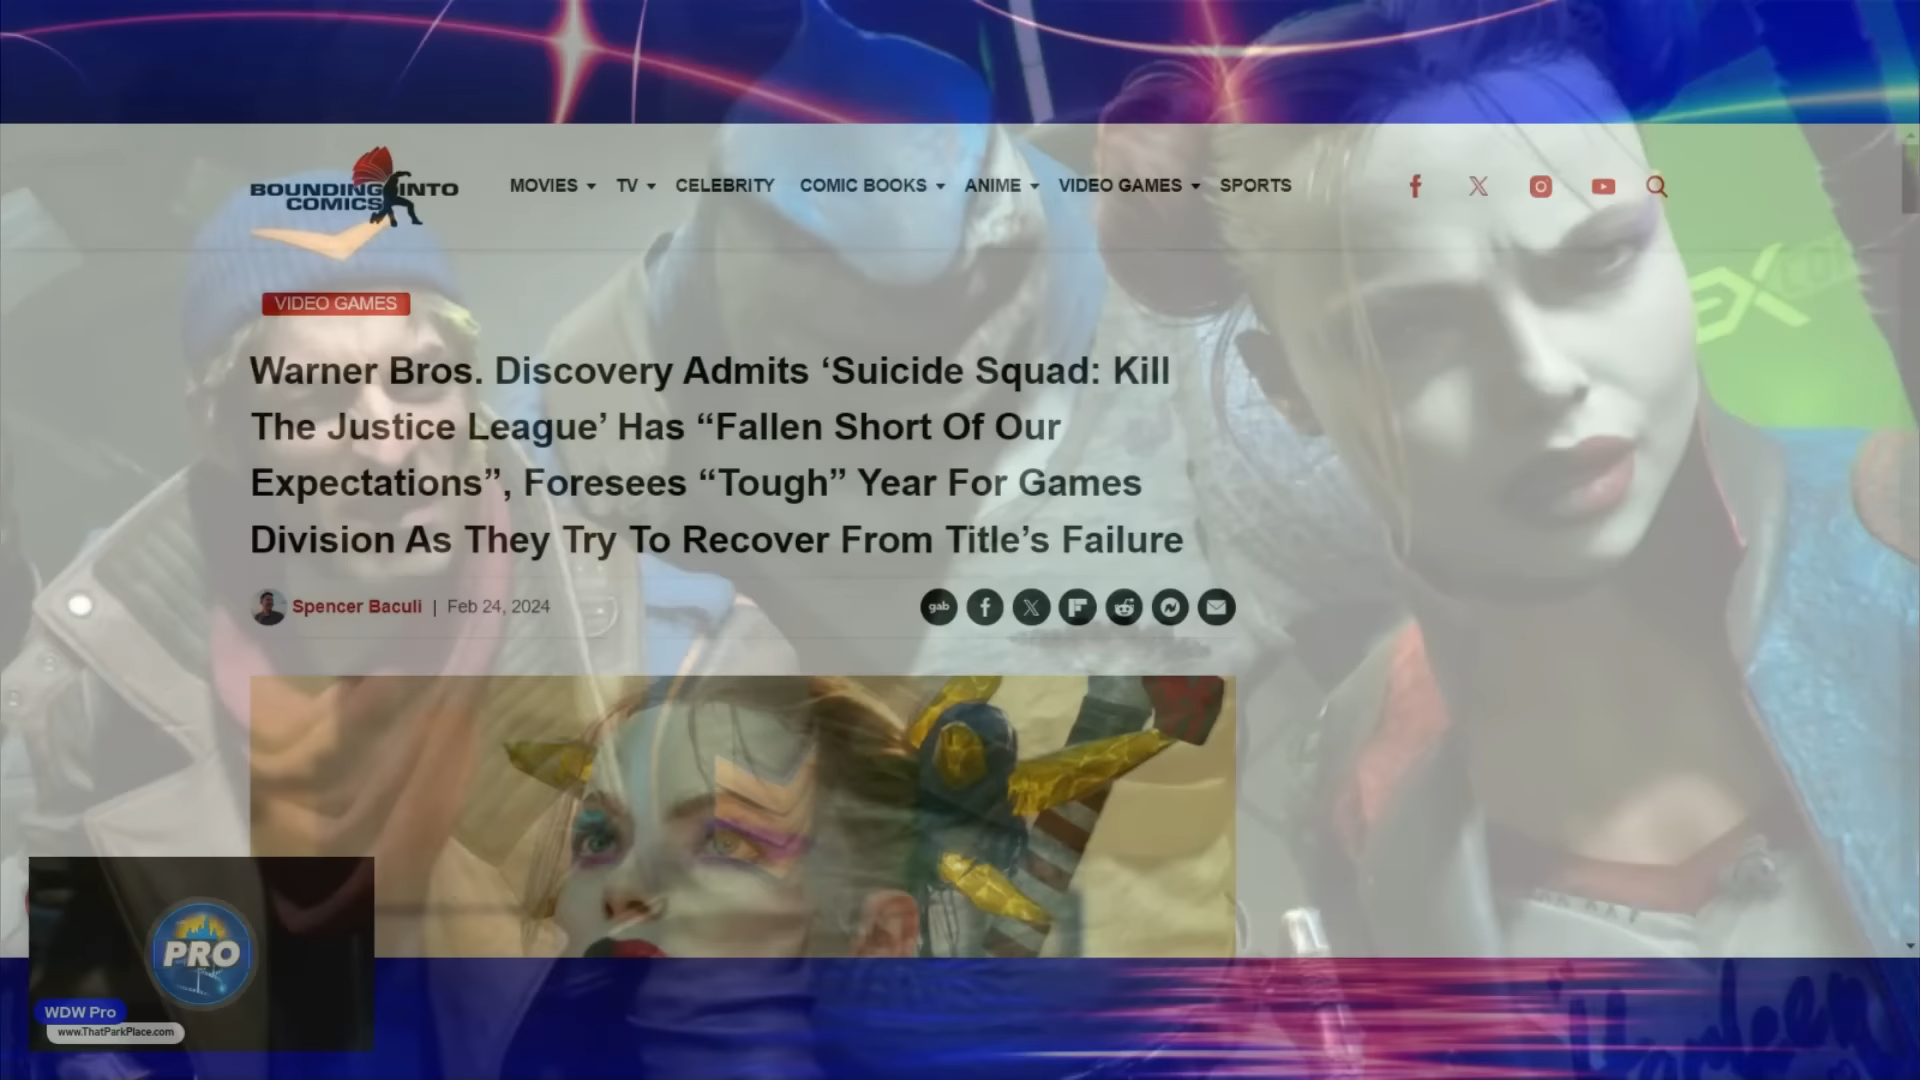 BOUNDING INTO
COMICS
MOVIES TV CELEBRITY COMIC BOOKS ANIME VIDEO GAMES SPORTS
VIDEO GAMES
Warner Bros. Discovery Admits ‘Suicide Squad: Kill
The Justice League’ Has “Fallen Short Of Our
Expectations”, Foresees “Tough” Year For Games
Division As They Try To Recover From Title’s Failure
Spencer Baculi | Feb 24, 2024
gab
PRO
WDW Pro
www.ThatParkPlace.com